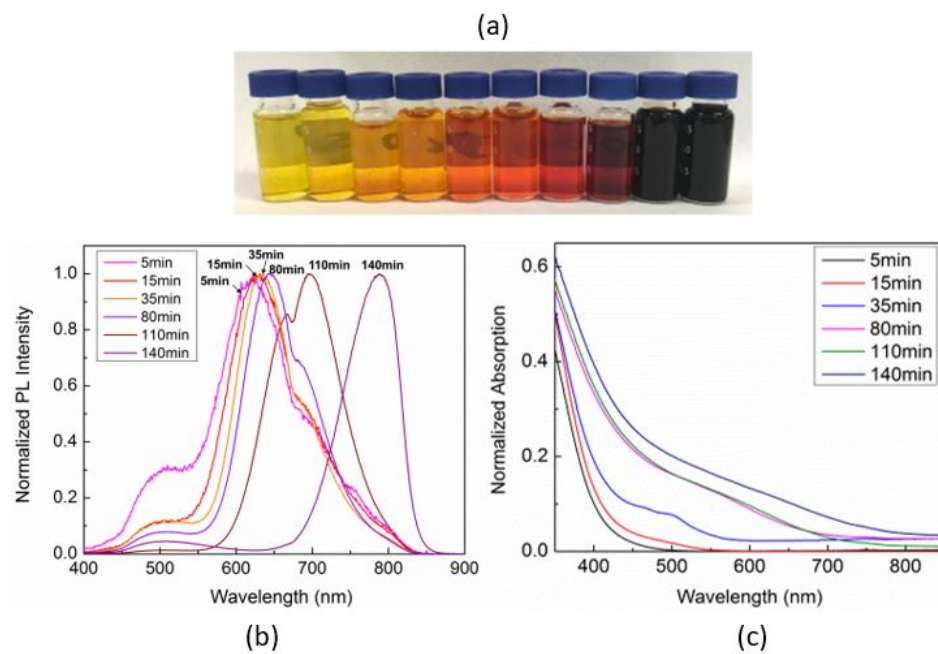 (a)
5min
15min
35min
80min
110min
140min
5min
15min
35min
80min
110min
140min
1.0
0.8
0.6
0.4
0.2
0.0
Normalized PL Intensity
400 500 600 700 800 900
Wavelength (nm)
(b)
5min
15min
35min
80min
110min
140min
0.6
0.4
0.2
0.0
Normalized Absorption
400 500 600 700 800
Wavelength (nm)
(c)